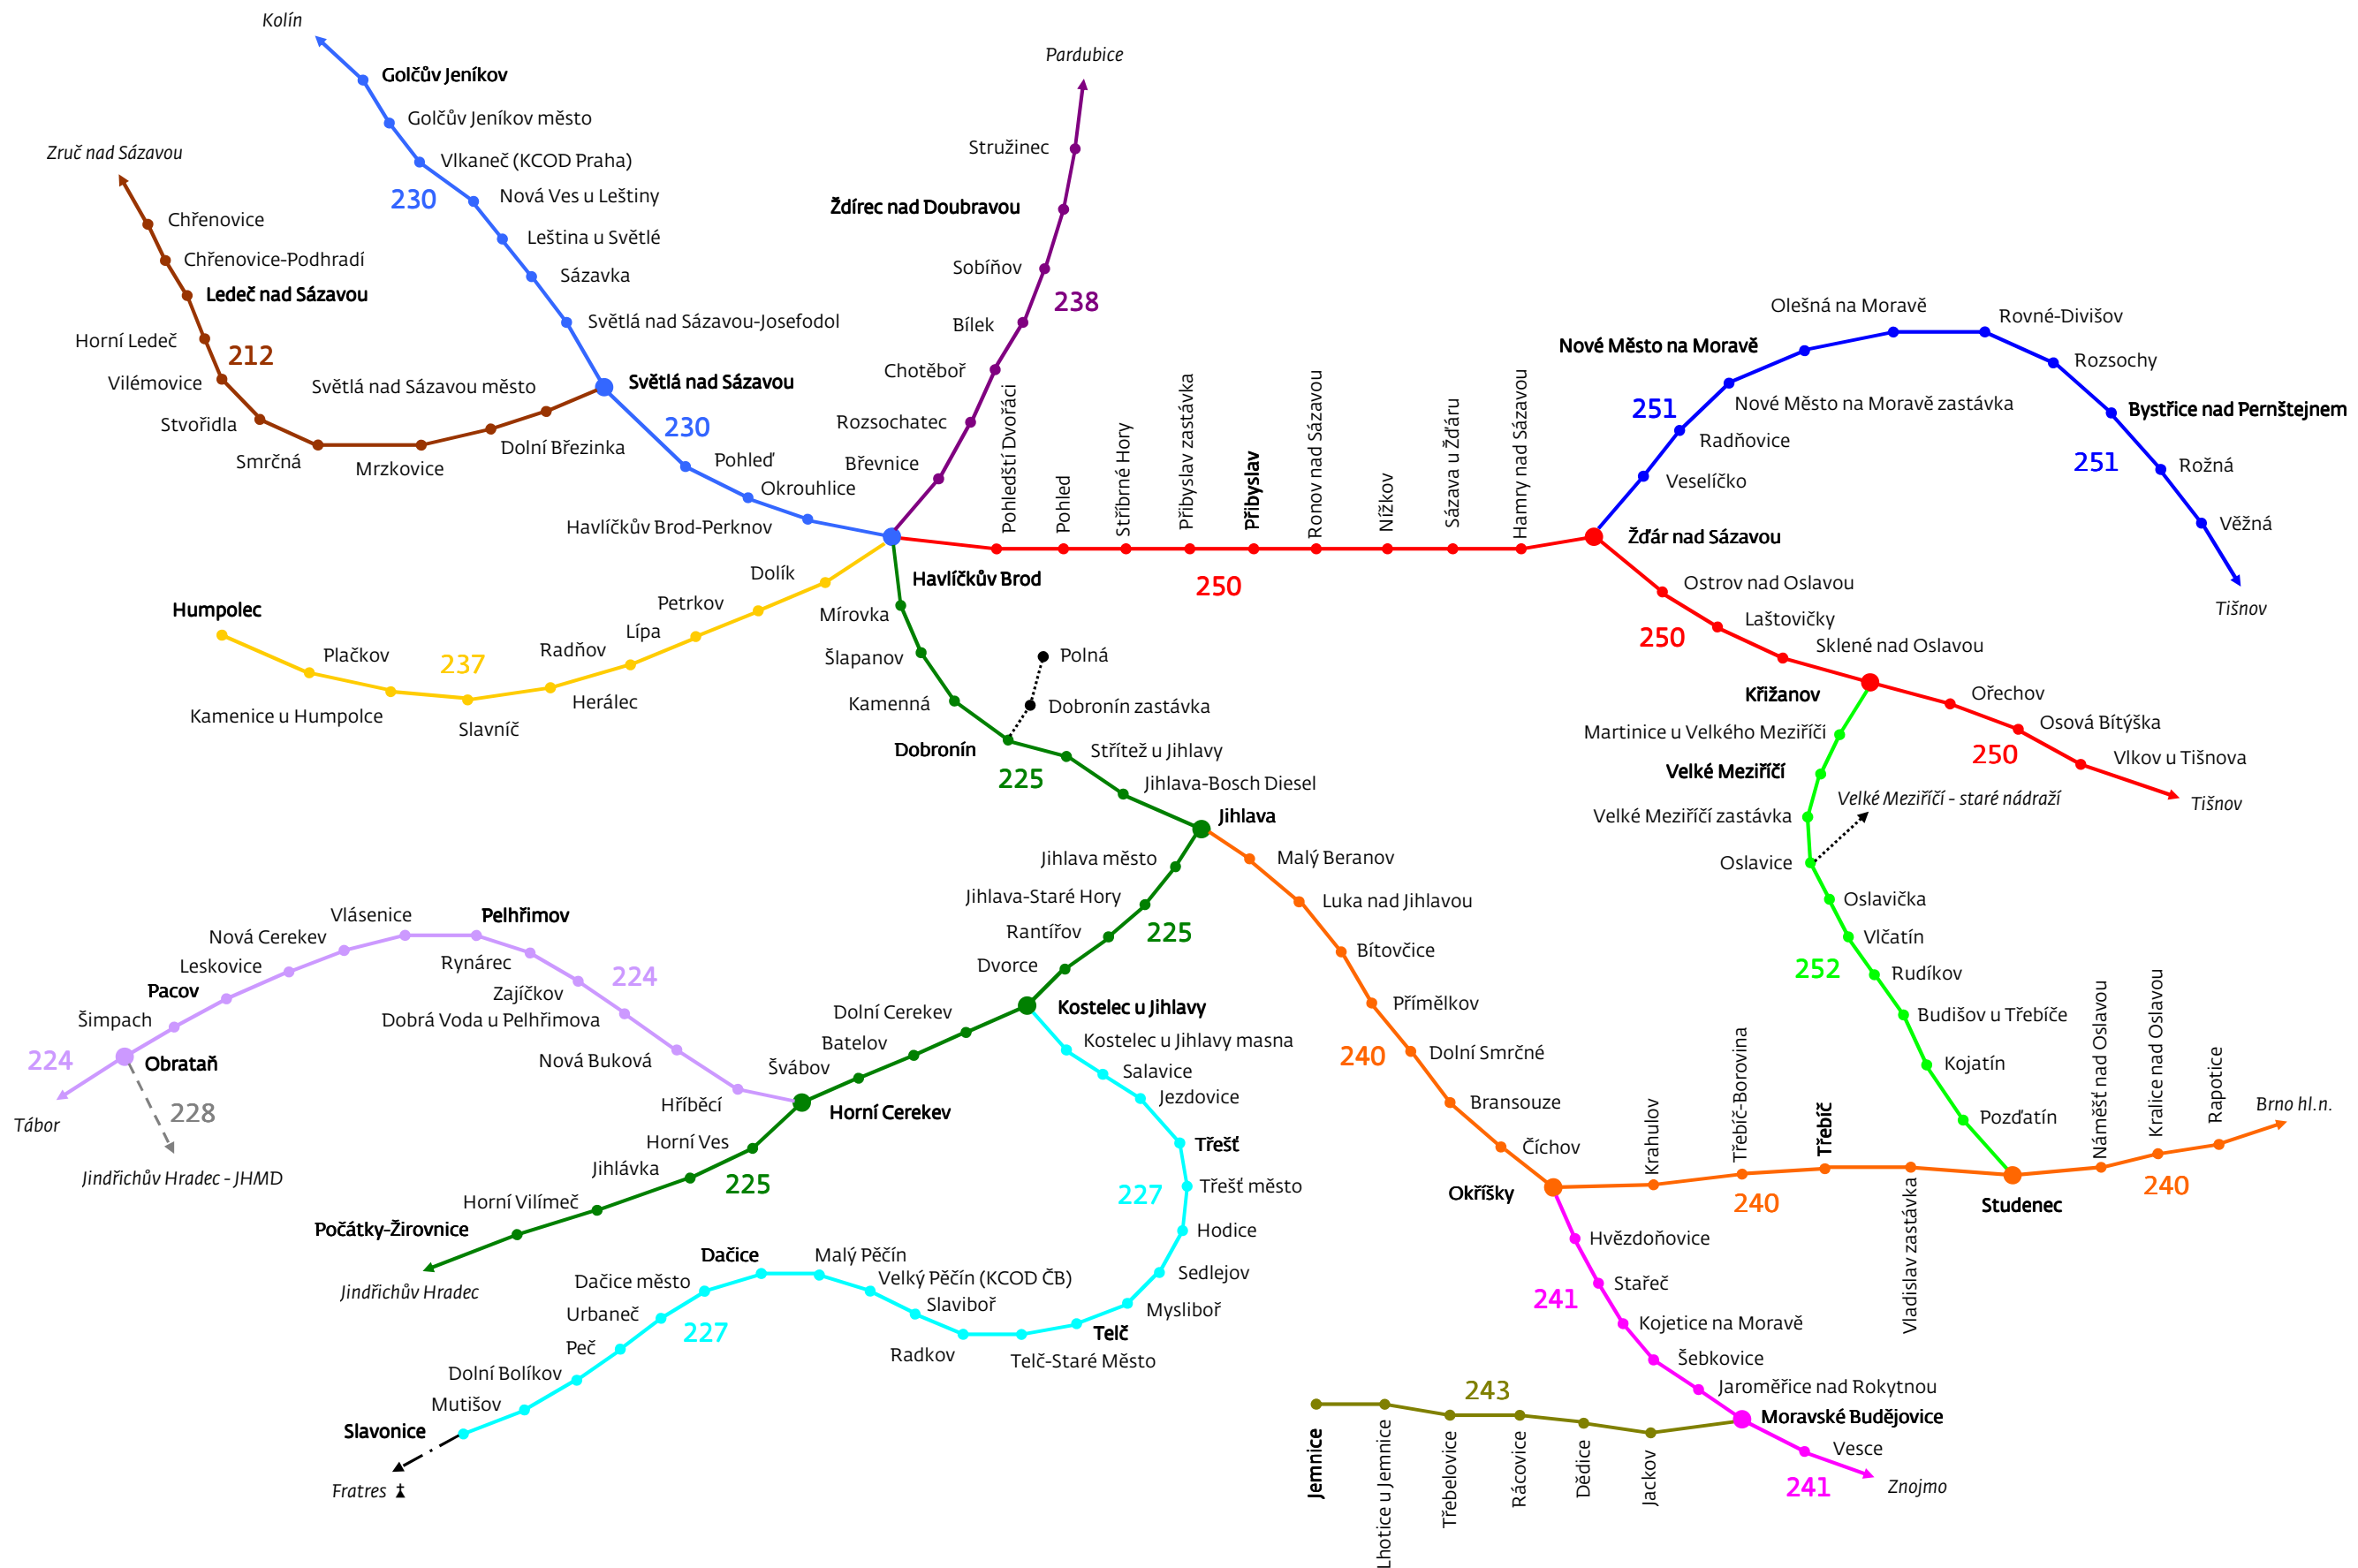 Kolín
Golčův Jeníkov
Golčův Jeníkov město
Vlkaneč (KCOD Praha)
230
Nová Ves u Leštiny
Leština u Světlé
Sázavka
Světlá nad Sázavou-Josefodol
Světlá nad Sázavou
230
Pohleď
Okrouhlice
Havlíčkův Brod-Perknov
Havlíčkův Brod
Zruč nad Sázavou
Chřenovice
Chřenovice-Podhradí
Ledeč nad Sázavou
Horní Ledeč
212
Vilémovice
Stvořidla
Smrčná
Mrzkovice
Dolní Březinka
Světlá nad Sázavou město
Pardubice
Stružinec
Ždírec nad Doubravou
Sobíňov
238
Bílek
Chotěboř
Rozsochatec
Břevnice
Pohledští Dvořáci
Pohled
Stříbrné Hory
Přibyslav zastávka
Přibyslav
Ronov nad Sázavou
Nížkov
Sázava u Žďáru
Hamry nad Sázavou
250
Žďár nad Sázavou
Veselíčko
Radňovice
251
Nové Město na Moravě zastávka
Nové Město na Moravě
Olešná na Moravě
Rovné-Divišov
Rozsochy
Bystřice nad Pernštejnem
251
Rožná
Věžná
Tišnov
Ostrov nad Oslavou
Laštovičky
250
Sklené nad Oslavou
Křižanov
Ořechov
Osová Bítýška
250
Vlkov u Tišnova
Tišnov
Martinice u Velkého Meziříčí
Velké Meziříčí
Velké Meziříčí - staré nádraží
Velké Meziříčí zastávka
Oslavice
Oslavička
Vlčatín
252
Rudíkov
Budišov u Třebíče
Kojatín
Pozďatín
Studenec
Humpolec
Plačkov
Kamenice u Humpolce
237
Slavníč
Herálec
Radňov
Lípa
Petrkov
Dolík
Mírovka
Šlapanov
Kamenná
Polná
Dobronín zastávka
Dobronín
225
Střítež u Jihlavy
Jihlava-Bosch Diesel
Jihlava
Jihlava město
Jihlava-Staré Hory
225
Rantířov
Dvorce
Kostelec u Jihlavy
Dolní Cerekev
Batelov
Švábov
Horní Cerekev
Horní Ves
Jihlávka
225
Horní Vilímeč
Počátky-Žirovnice
Jindřichův Hradec
Pelhřimov
Vlásenice
Nová Cerekev
Leskovice
Pacov
Šimpach
Obrataň
224
Tábor
228
Jindřichův Hradec - JHMD
Rynárec
224
Zajíčkov
Dobrá Voda u Pelhřimova
Nová Buková
Hříběcí
Kostelec u Jihlavy masna
Salavice
Jezdovice
Třešť
227
Třešť město
Hodice
Sedlejov
Mysliboř
Telč
Telč-Staré Město
Radkov
Slaviboř
Velký Pěčín (KCOD ČB)
Malý Pěčín
Dačice
Dačice město
227
Urbaneč
Peč
Dolní Bolíkov
Mutišov
Slavonice
Fratres
Malý Beranov
Luka nad Jihlavou
Bítovčice
Přímělkov
240
Dolní Smrčné
Bransouze
Číchov
Okříšky
Krahulov
Třebíč-Borovina
240
Třebíč
Vladislav zastávka
Náměšť nad Oslavou
Kralice nad Oslavou
240
Rapotice
Brno hl.n.
Hvězdoňovice
Stařeč
241
Kojetice na Moravě
Šebkovice
Jaroměřice nad Rokytnou
Moravské Budějovice
Vesce
241
Znojmo
243
Jemnice
Lhotice u Jemnice
Třebelovice
Rácovice
Dědice
Jackov